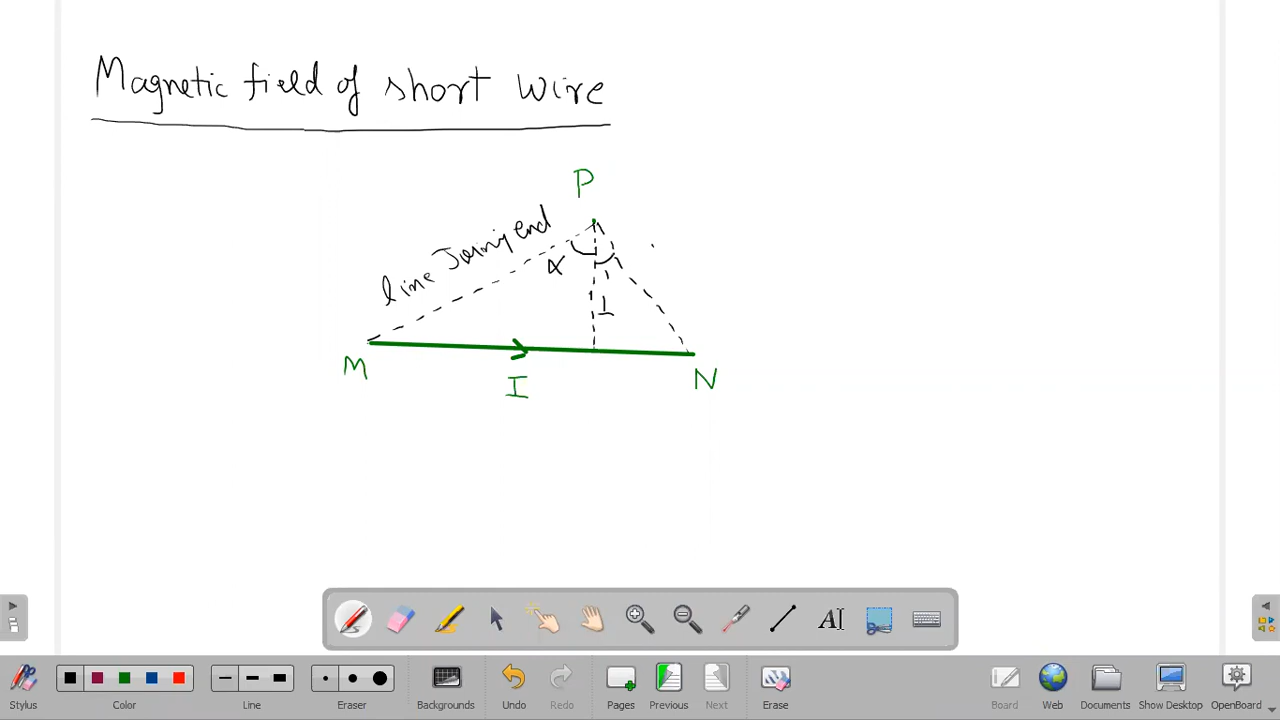 Magnetic field of short wire
P
line Joining end
α
⊥
M
I
N
Stylus
Color
Line
Eraser
Backgrounds
Undo
Redo
Pages
Previous
Next
Erase
Board
Web
Documents
Show Desktop
OpenBoard